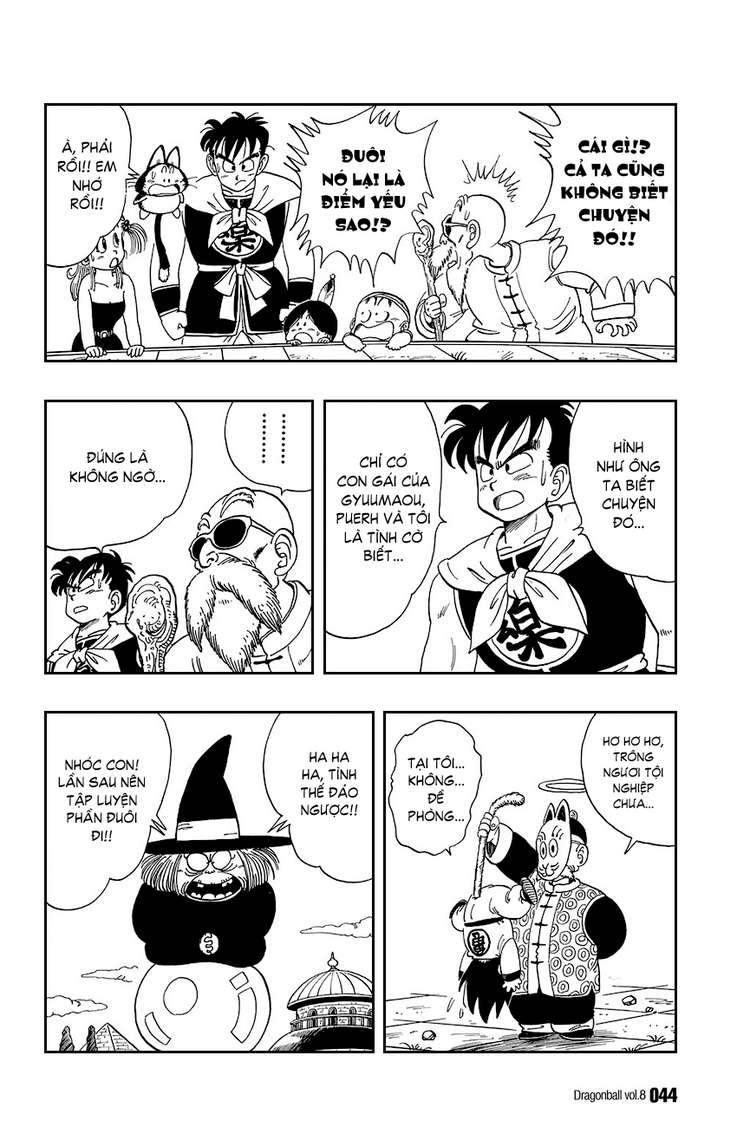 CÁI GÌ!?
CẢ TA CŨNG
KHÔNG BIẾT
CHUYỆN
ĐÓ!!
ĐUÔI
NÓ LẠI LÀ
ĐIỂM YẾU
SAO!?
À, PHẢI
RỒI!! EM
NHỚ
RỒI!!
樂
HÌNH
NHƯ ÔNG
TA BIẾT
CHUYỆN
ĐÓ...
CHỈ CÓ
CON GÁI CỦA
GYUUMAOU,
PUERH VÀ TÔI
LÀ TÌNH CỜ
BIẾT...
樂
.........
ĐÚNG LÀ
KHÔNG NGỜ...
HƠ HƠ HƠ,
TRÔNG
NGƯƠI TỘI
NGHIỆP
CHƯA...
TẠI TÔI...
KHÔNG...
ĐỀ
PHÒNG...
HA HA
HA, TÌNH
THẾ ĐẢO
NGƯỢC!!
NHÓC CON!
LẦN SAU NÊN
TẬP LUYỆN
PHẦN ĐUÔI
ĐI!!
Dragonball vol.8 044